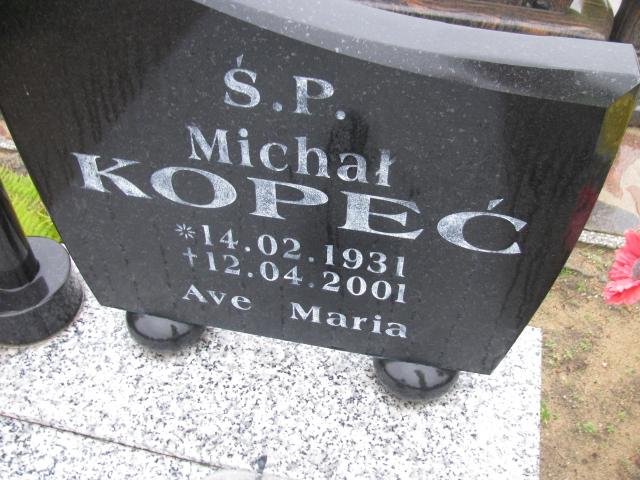 Ś.P.
Michał
KOPEĆ
*14.02.1931
†12.04.2001
Ave Maria